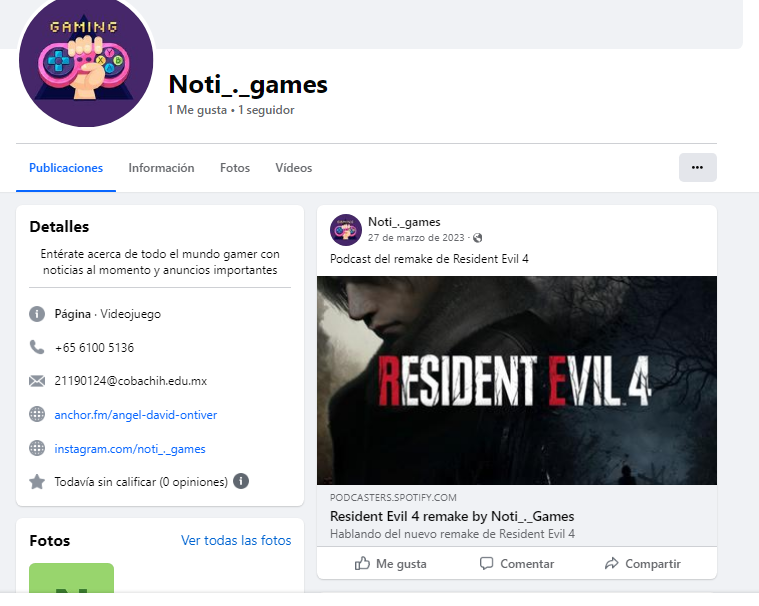 GAMING
Noti_._games
1 Me gusta • 1 seguidor
Publicaciones Información Fotos Vídeos
Detalles
Entérate acerca de todo el mundo gamer con
noticias al momento y anuncios importantes
Página · Videojuego
+65 6100 5136
21190124@cobachih.edu.mx
anchor.fm/angel-david-ontiver
instagram.com/noti_._games
Todavía sin calificar (0 opiniones)
Fotos Ver todas las fotos
Noti_._games
27 de marzo de 2023 ·
Podcast del remake de Resident Evil 4
RESIDENT EVIL 4
PODCASTERS.SPOTIFY.COM
Resident Evil 4 remake by Noti_._Games
Hablando del nuevo remake de Resident Evil 4
Me gusta Comentar Compartir